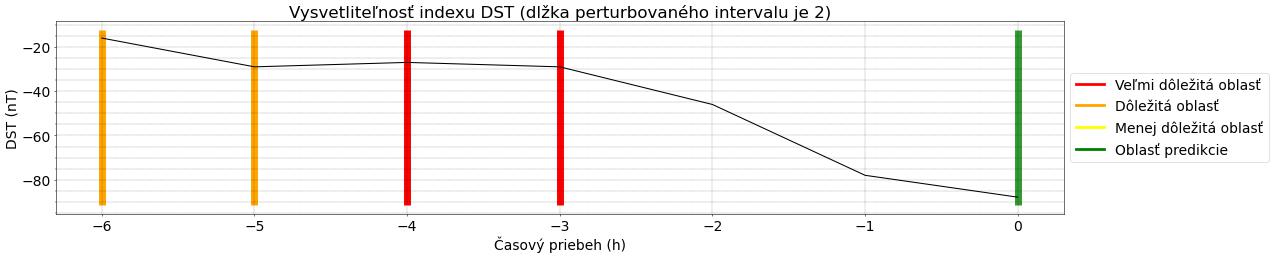 Vysvetliteľnosť indexu DST (dĺžka perturbovaného intervalu je 2)
DST (nT)
−20
−40
−60
−80
−6
−5
−4
−3
−2
−1
0
Časový priebeh (h)
Veľmi dôležitá oblasť
Dôležitá oblasť
Menej dôležitá oblasť
Oblasť predikcie